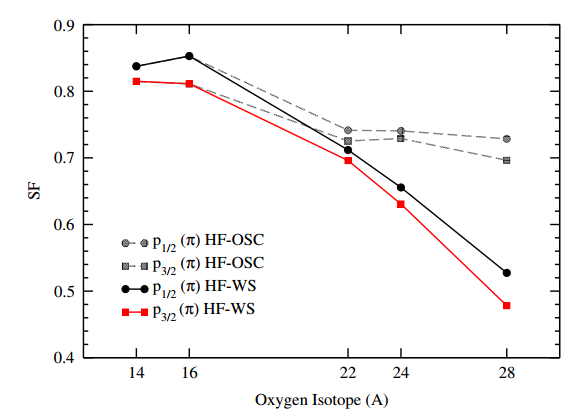 0.9
0.8
0.7
0.6
0.5
0.4
SF
p1/2 (π) HF-OSC
p3/2 (π) HF-OSC
p1/2 (π) HF-WS
p3/2 (π) HF-WS
14 16 22 24 28
Oxygen Isotope (A)